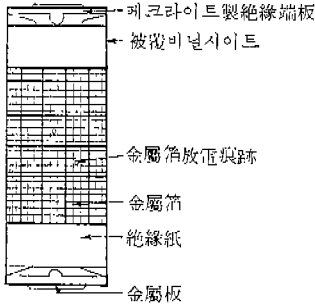 베크라이트製絶緣端板
被覆비닐시이트
金屬箔放電痕跡
金屬箔
絶緣紙
金屬板